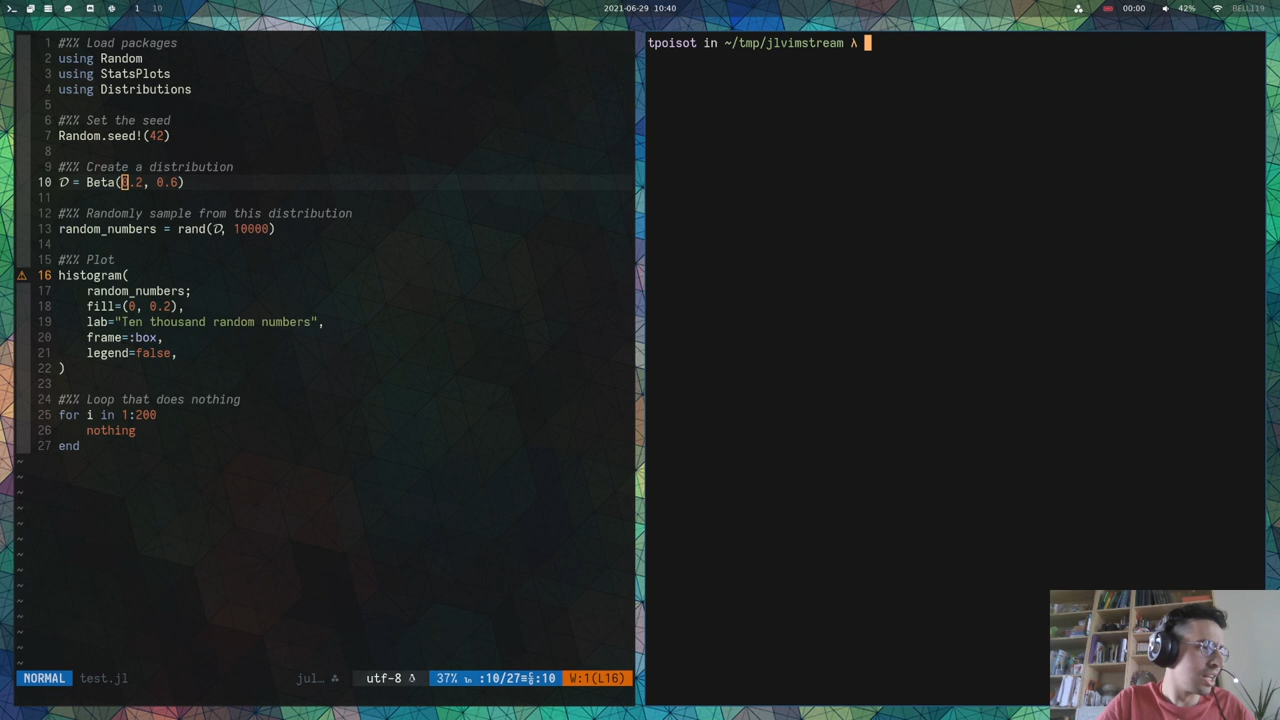 1 10
2021-06-29 10:40
00:00 42% BELL119
1 #%% Load packages
2 using Random
3 using StatsPlots
4 using Distributions
5
6 #%% Set the seed
7 Random.seed!(42)
8
9 #%% Create a distribution
10 𝒟 = Beta(0.2, 0.6)
11
12 #%% Randomly sample from this distribution
13 random_numbers = rand(𝒟, 10000)
14
15 #%% Plot
⚠ 16 histogram(
17 random_numbers;
18 fill=(0, 0.2),
19 lab="Ten thousand random numbers",
20 frame=:box,
21 legend=false,
22 )
23
24 #%% Loop that does nothing
25 for i in 1:200
26 nothing
27 end
~
~
~
~
~
~
~
~
~
~
~
~
~
~
NORMAL test.jl jul… utf-8 37% ㏑ :10/27≡℅:10 W:1(L16)
tpoisot in ~/tmp/jlvimstream λ